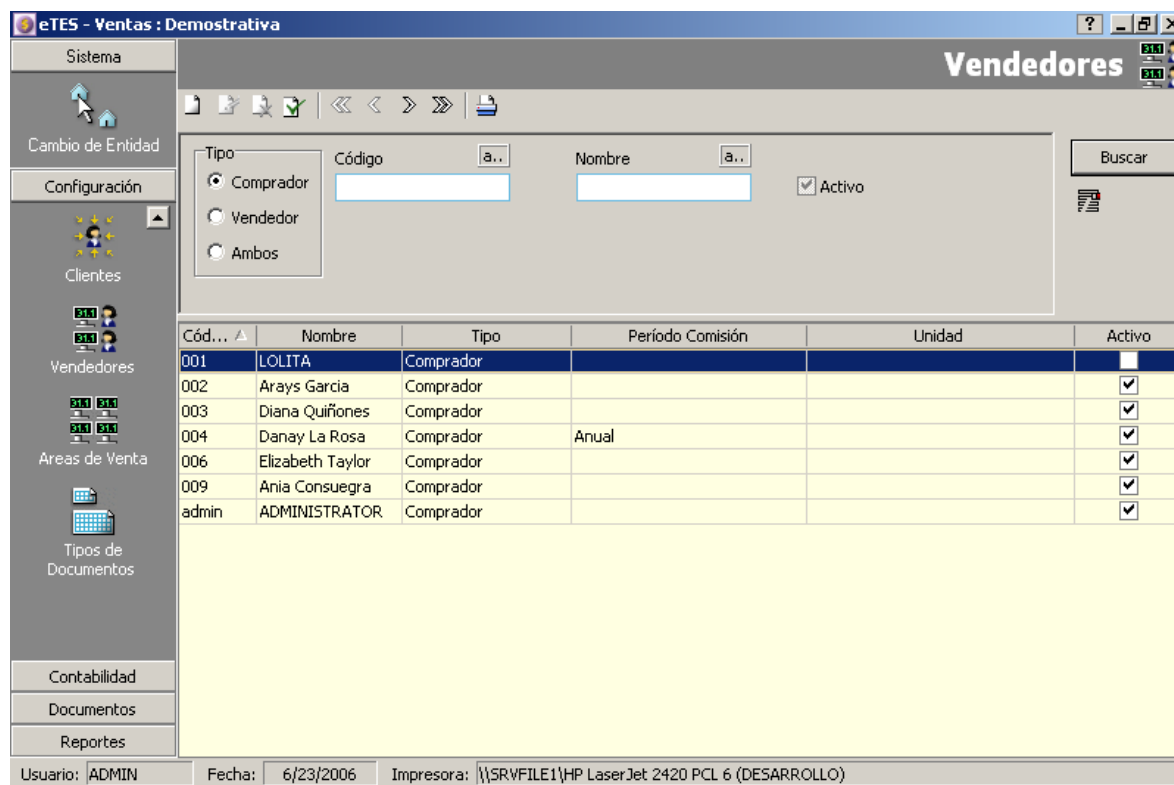 eTES - Ventas : Demostrativa
Sistema
Vendedores
Cambio de Entidad
Tipo
Código
a..
Nombre
a..
Buscar
Configuración
Comprador
Activo
Vendedor
Ambos
Clientes
Cód...
Nombre
Tipo
Período Comisión
Unidad
Activo
Vendedores
001 LOLITA Comprador
002 Arays Garcia Comprador
003 Diana Quiñones Comprador
004 Danay La Rosa Comprador Anual
006 Elizabeth Taylor Comprador
009 Ania Consuegra Comprador
admin ADMINISTRATOR Comprador
Areas de Venta
Tipos de
Documentos
Contabilidad
Documentos
Reportes
Usuario: ADMIN Fecha: 6/23/2006 Impresora: \\SRVFILE1\HP LaserJet 2420 PCL 6 (DESARROLLO)